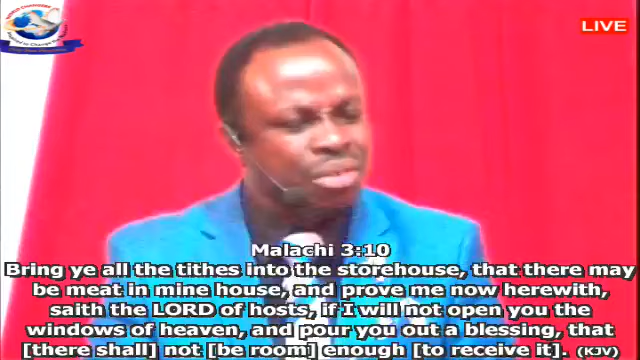 LIVE
Malachi 3:10
Bring ye all the tithes into the storehouse, that there may
be meat in mine house, and prove me now herewith,
saith the LORD of hosts, if I will not open you the
windows of heaven, and pour you out a blessing, that
[there shall] not [be room] enough [to receive it]. (KJV)